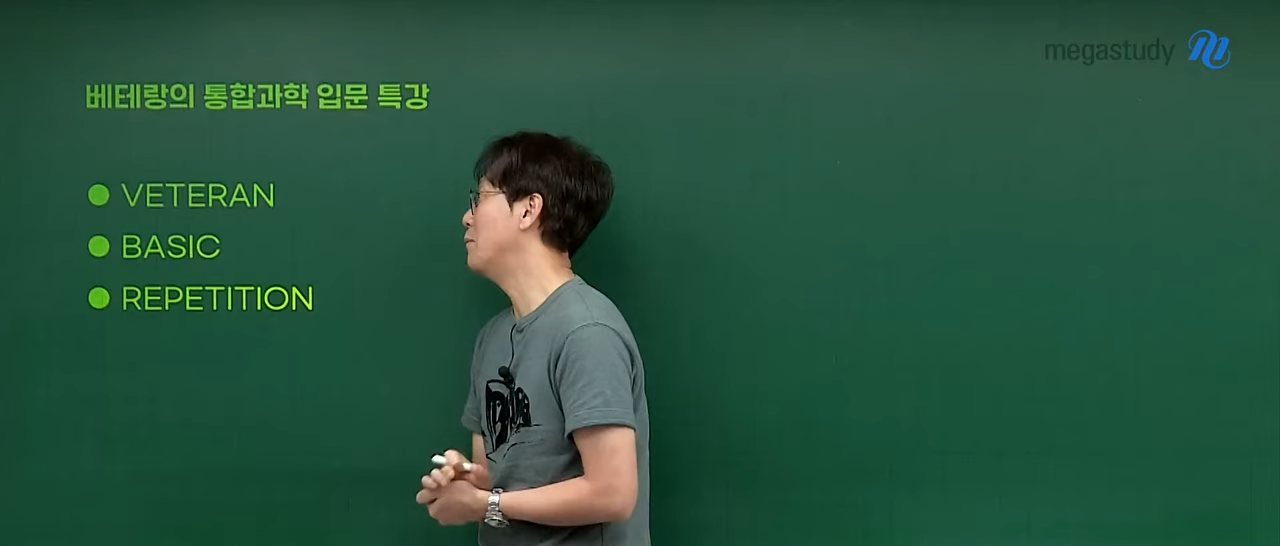 megastudy
베테랑의 통합과학 입문 특강
● VETERAN
● BASIC
● REPETITION